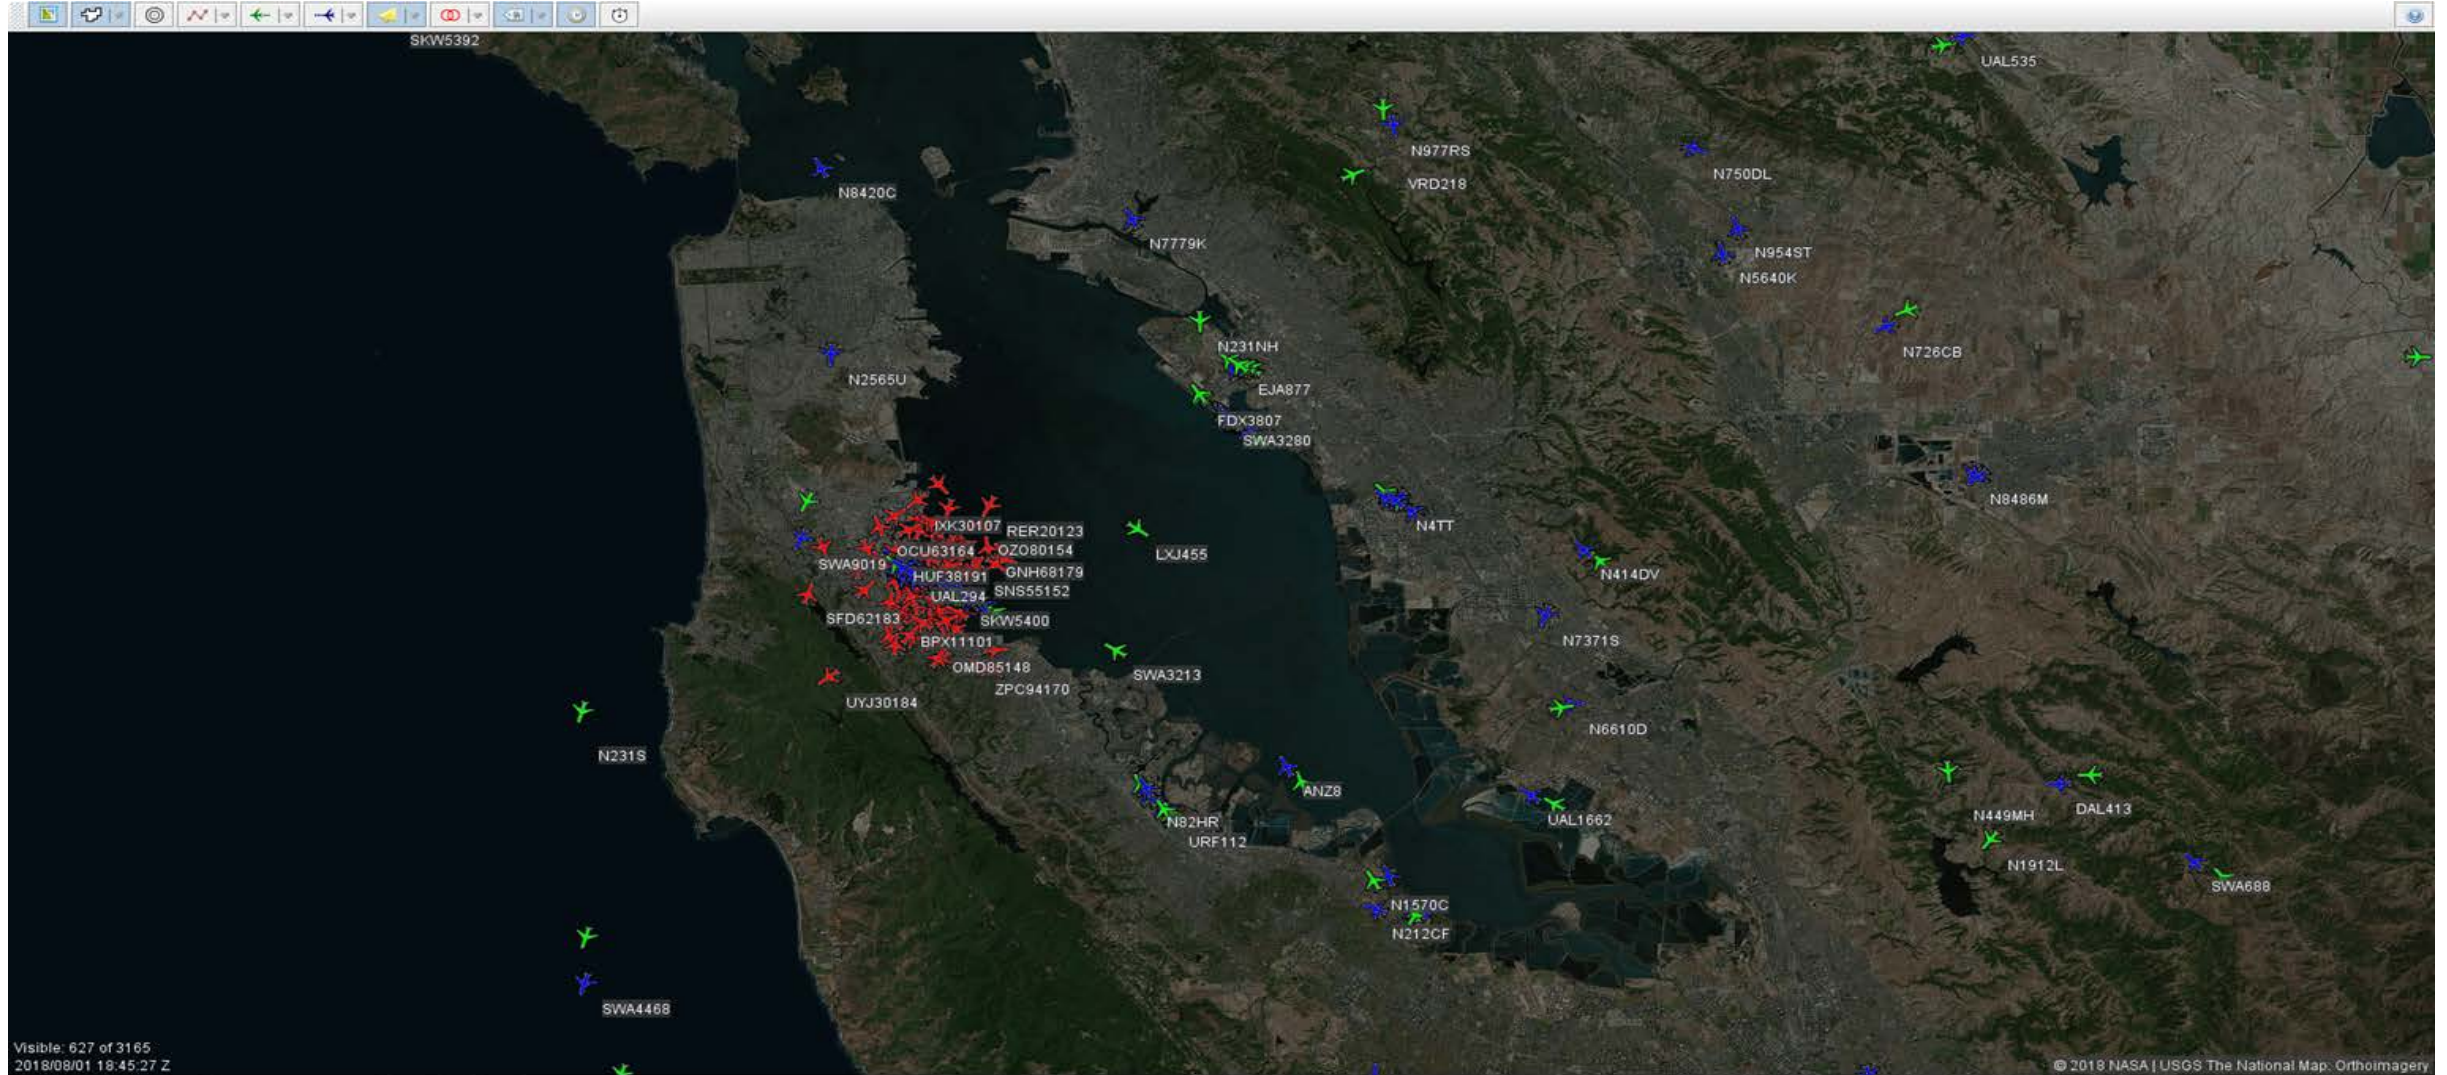 SKW5392
UAL535
N977RS
VRD218
N750DL
N8420C
N7779K
N954ST
N5640K
N231NH
N726CB
N2565U
EJA877
FDX3807
SWA3280
N8486M
IXK30107
RER20123
N4TT
OCU63164
OZO80154
LXJ455
SWA9019
HUF38191
GNH68179
N414DV
UAL294
SNS55152
SFD62183
SKW5400
BPX11101
N7371S
OMD85148
SWA3213
ZPC94170
UYJ30184
N6610D
N231S
ANZ8
N82HR
UAL1662
N449MH
DAL413
URF112
N1912L
SWA688
N1570C
N212CF
SWA4468
Visible: 627 of 3165
2018/08/01 18:45:27 Z
© 2018 NASA | USGS The National Map: Orthoimagery